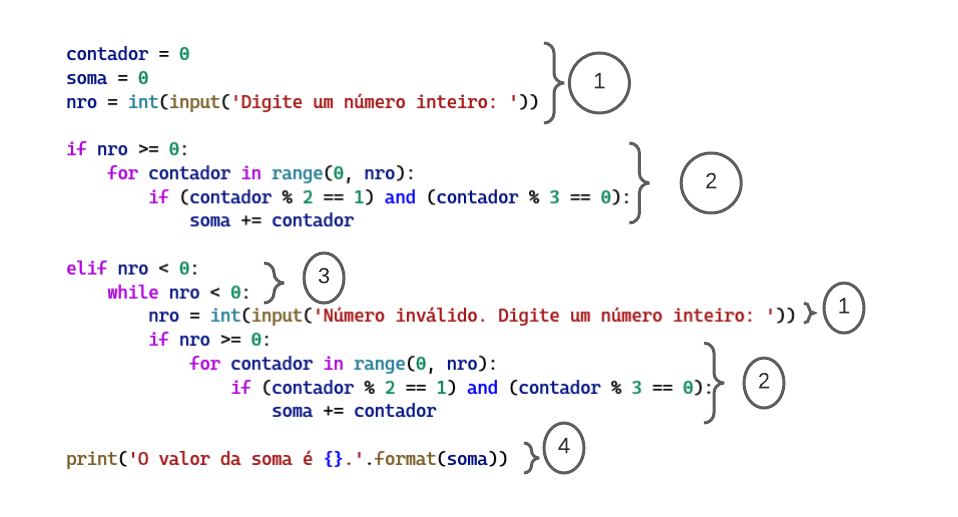 contador = 0
soma = 0
nro = int(input('Digite um número inteiro: '))
1
if nro >= 0:
for contador in range(0, nro):
if (contador % 2 == 1) and (contador % 3 == 0):
soma += contador
2
elif nro < 0:
while nro < 0:
3
nro = int(input('Número inválido. Digite um número inteiro: '))
1
if nro >= 0:
for contador in range(0, nro):
if (contador % 2 == 1) and (contador % 3 == 0):
soma += contador
2
print('O valor da soma é {}.'.format(soma))
4